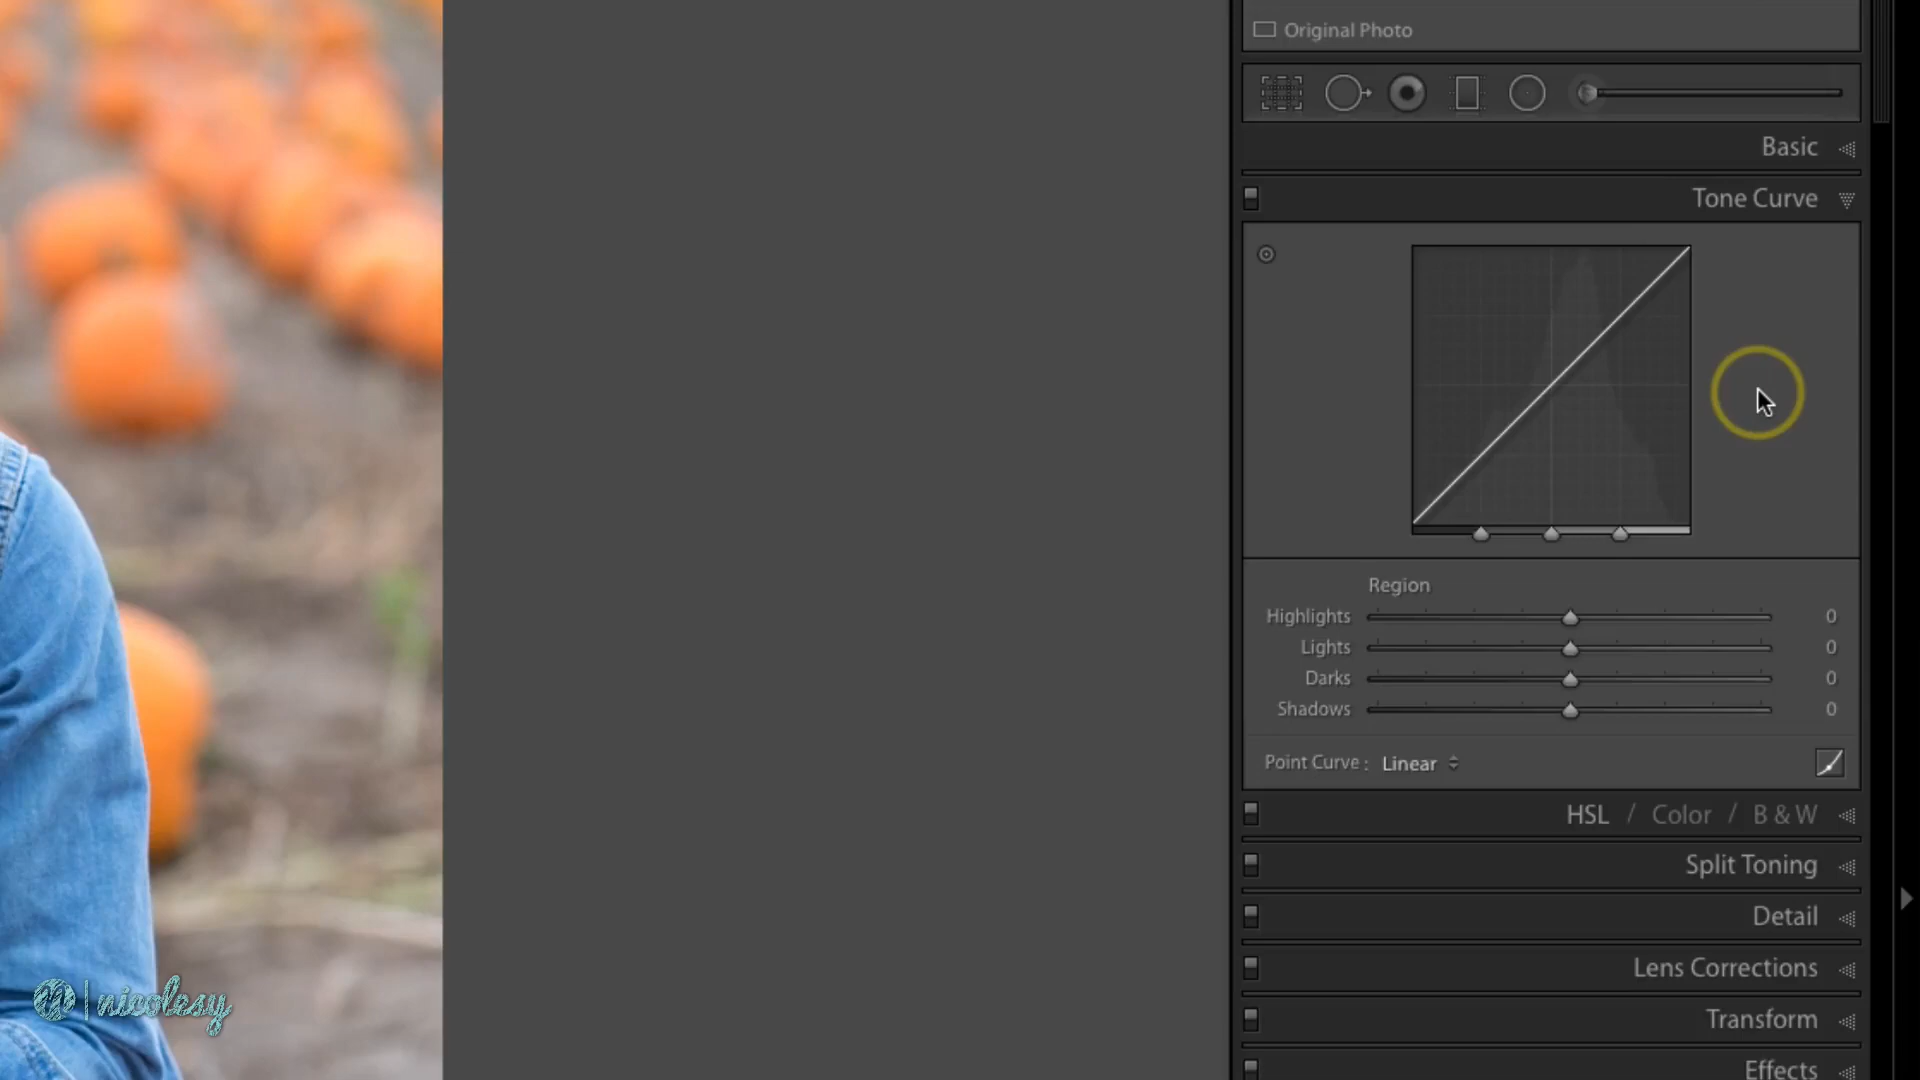 Original Photo
Basic
Tone Curve
Region
Highlights 0
Lights 0
Darks 0
Shadows 0
Point Curve : Linear
HSL / Color / B & W
Split Toning
Detail
Lens Corrections
Transform
Effects
n | nicolesy